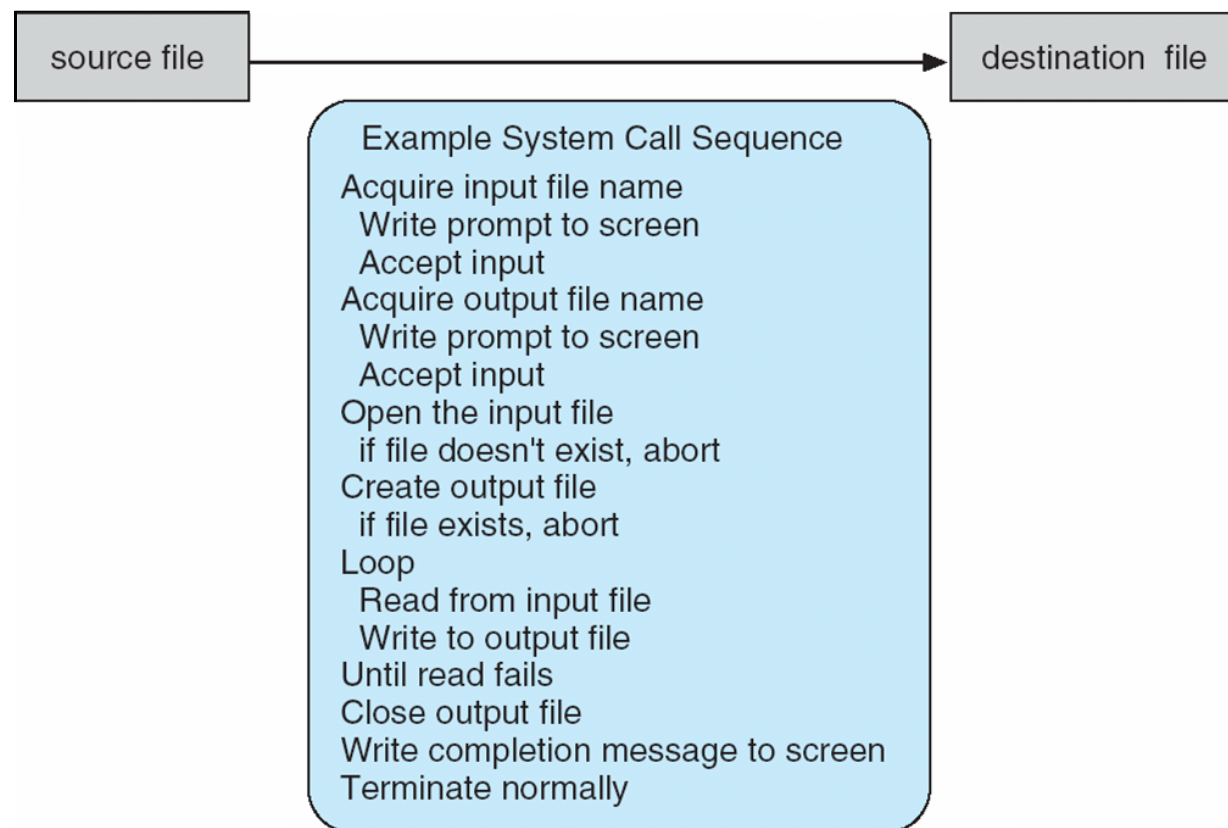 source file
destination file
Example System Call Sequence
Acquire input file name
Write prompt to screen
Accept input
Acquire output file name
Write prompt to screen
Accept input
Open the input file
if file doesn't exist, abort
Create output file
if file exists, abort
Loop
Read from input file
Write to output file
Until read fails
Close output file
Write completion message to screen
Terminate normally